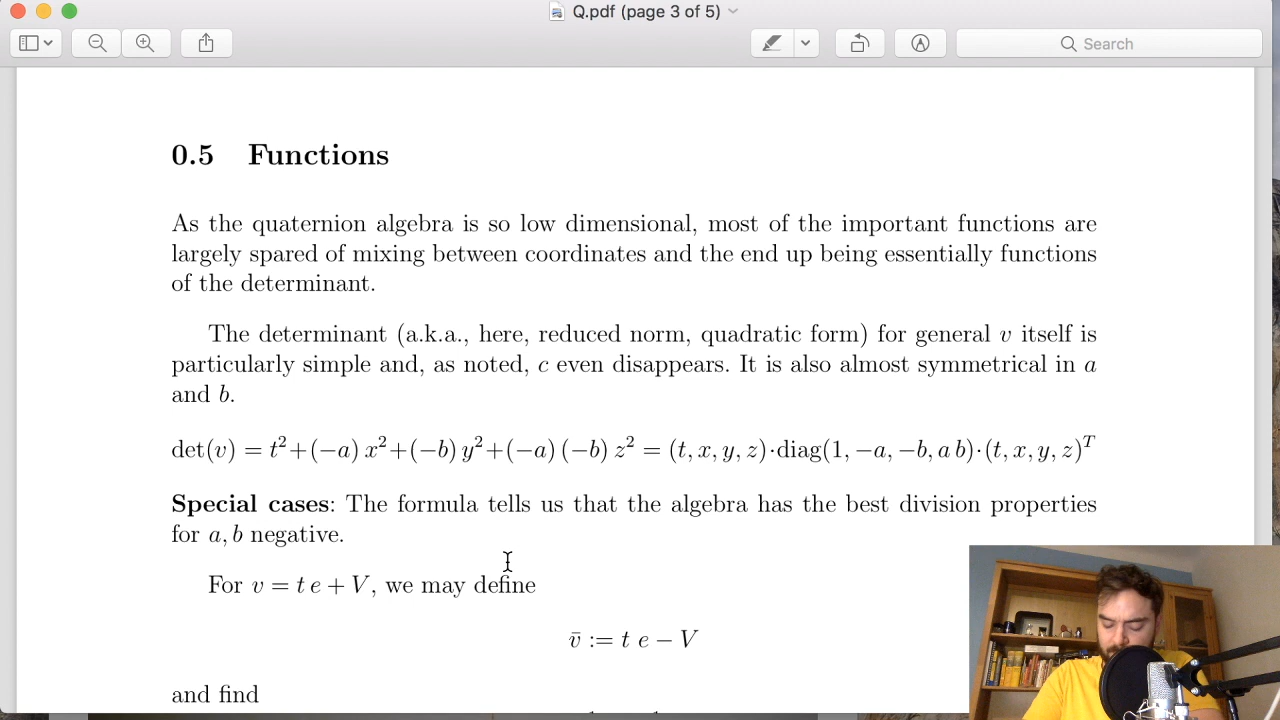 Q.pdf (page 3 of 5)
Search
0.5 Functions
As the quaternion algebra is so low dimensional, most of the important functions are
largely spared of mixing between coordinates and the end up being essentially functions
of the determinant.
The determinant (a.k.a., here, reduced norm, quadratic form) for general v itself is
particularly simple and, as noted, c even disappears. It is also almost symmetrical in a
and b.
det(v) = t²+(−a) x²+(−b) y²+(−a) (−b) z² = (t, x, y, z)·diag(1, −a, −b, a b)·(t, x, y, z)ᵀ
Special cases: The formula tells us that the algebra has the best division properties
for a, b negative.
For v = t e + V, we may define
v̄ := t e − V
and find